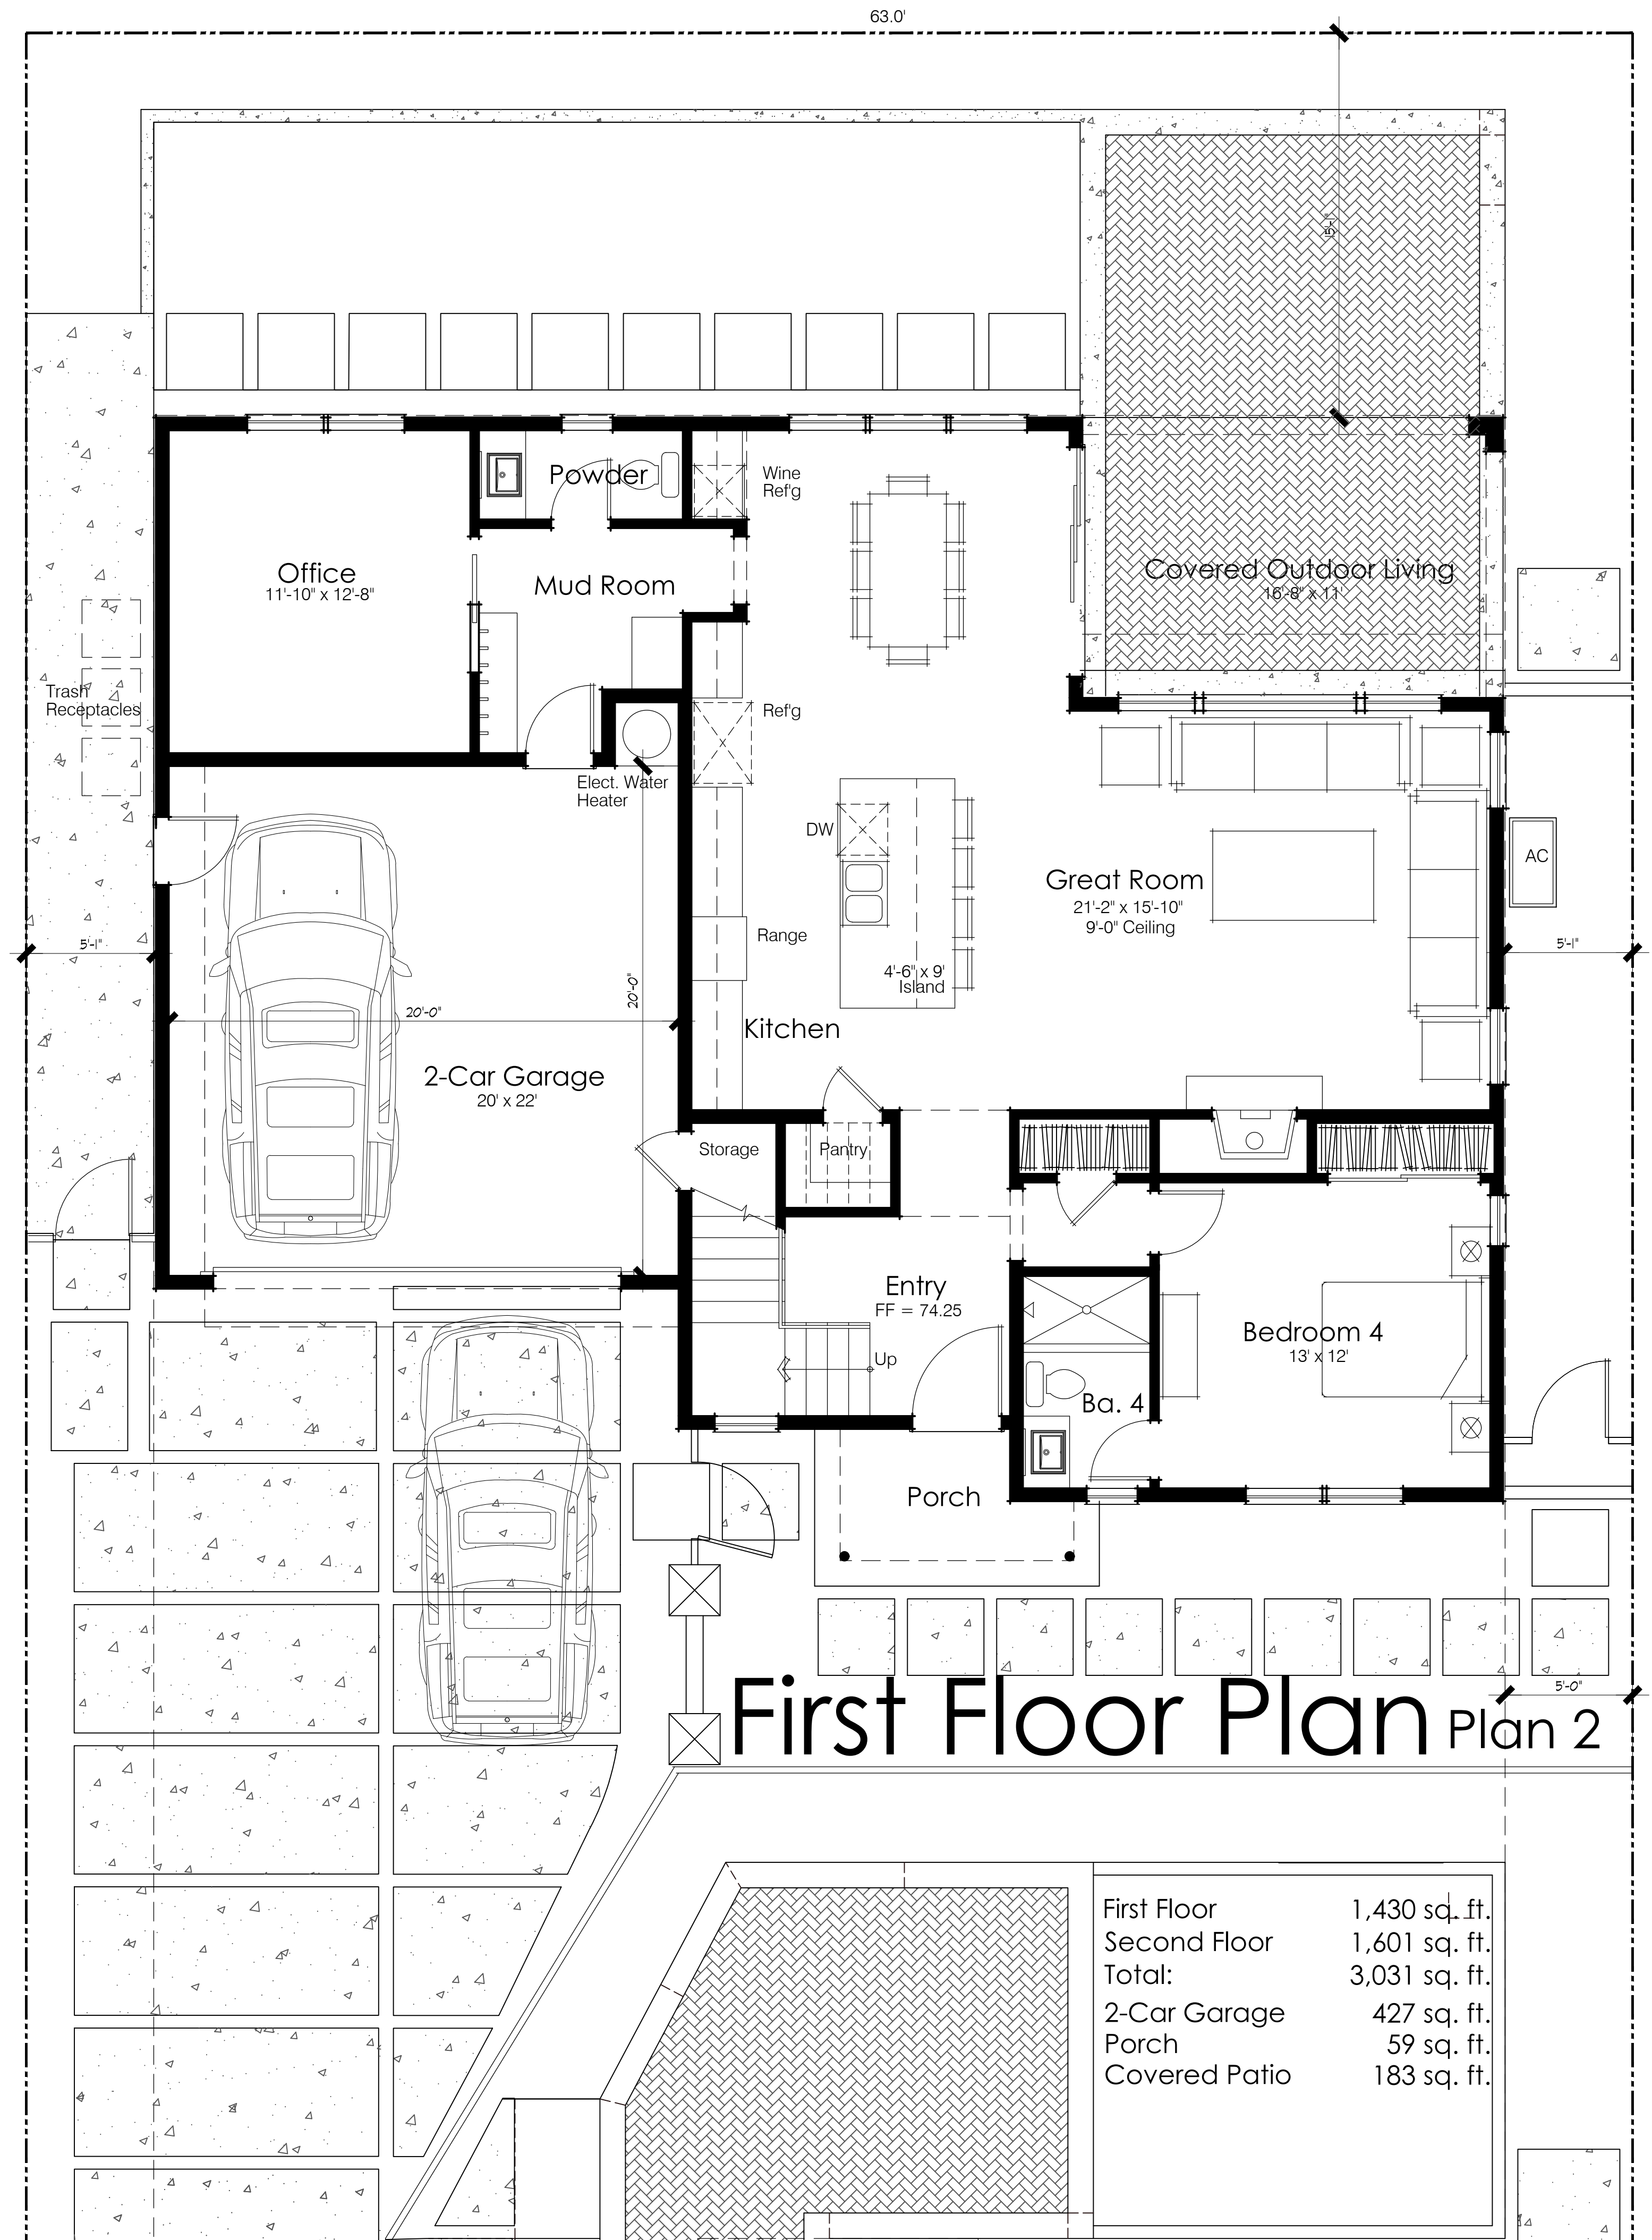 63.0'
15'-1"
Powder
Wine
Ref'g
Office
11'-10" x 12'-8"
Mud Room
Covered Outdoor Living
16'-8" x 11'
Trash
Receptacles
Ref'g
Elect. Water
Heater
DW
AC
Great Room
21'-2" x 15'-10"
9'-0" Ceiling
Range
5'-1"
5'-1"
4'-6" x 9'
Island
20'-0"
20'-0"
Kitchen
2-Car Garage
20' x 22'
Storage
Pantry
Entry
FF = 74.25
Bedroom 4
13' x 12'
Up
Ba. 4
Porch
5'-0"
First Floor Plan Plan 2
First Floor 1,430 sq. ft.
Second Floor 1,601 sq. ft.
Total: 3,031 sq. ft.
2-Car Garage 427 sq. ft.
Porch 59 sq. ft.
Covered Patio 183 sq. ft.